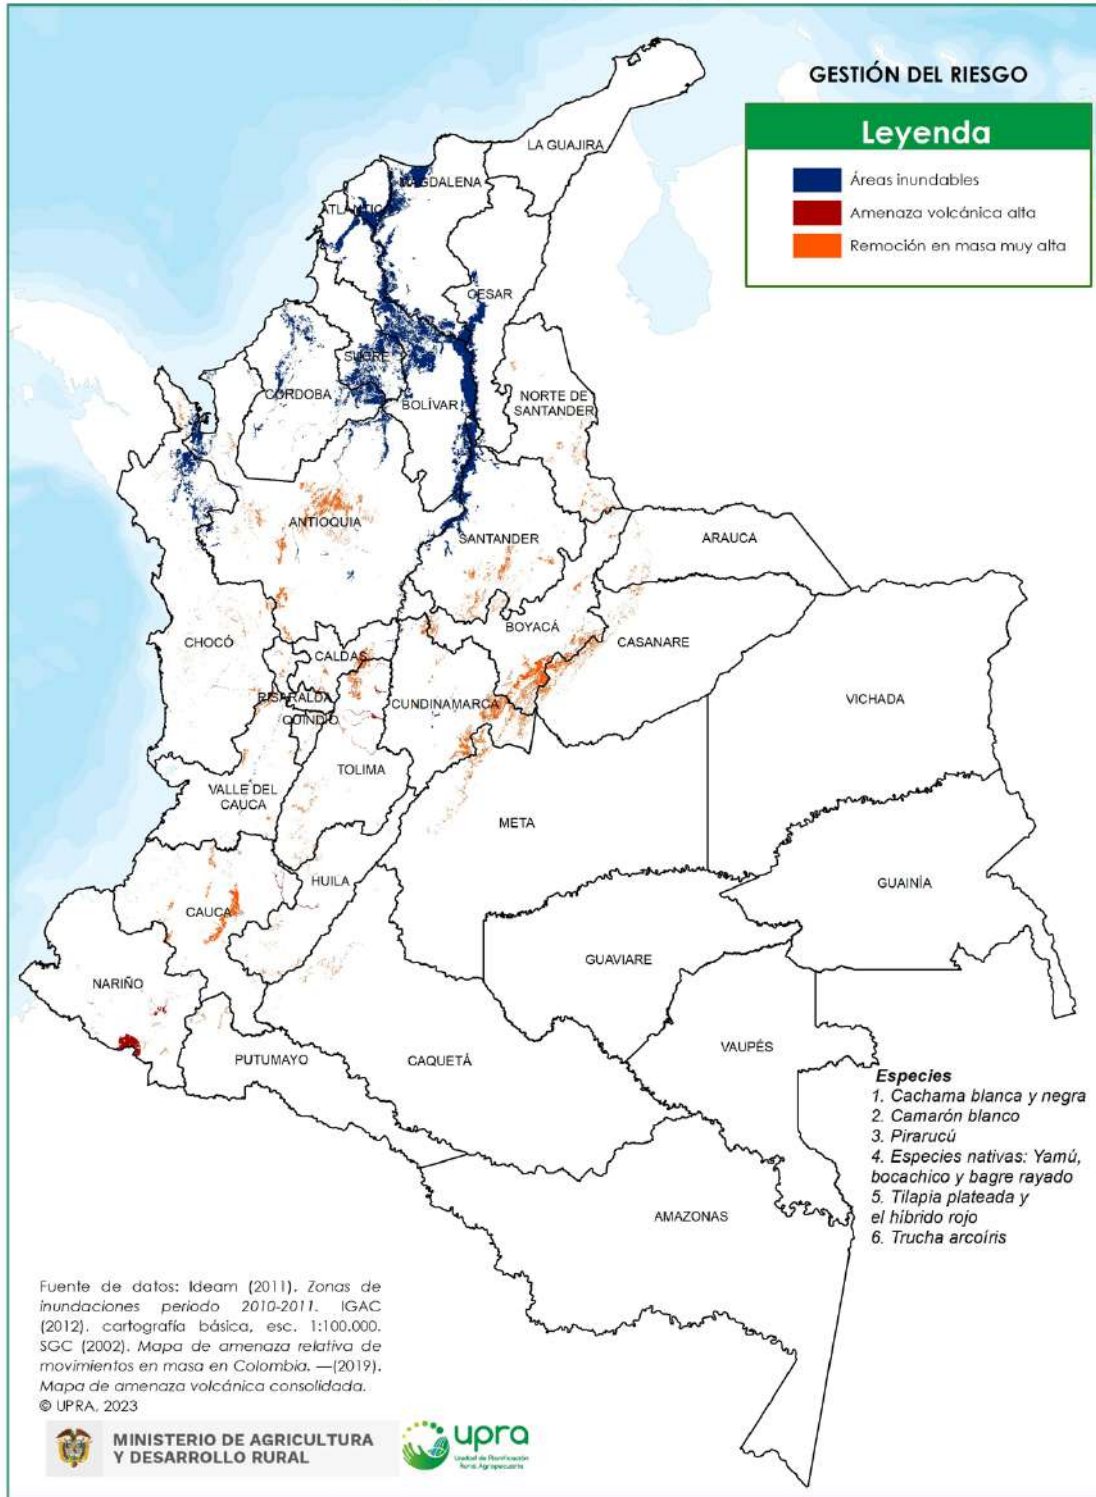 GESTIÓN DEL RIESGO
Leyenda
Áreas inundables
Amenaza volcánica alta
Remoción en masa muy alta
LA GUAJIRA
MAGDALENA
ATLÁNTICO
CESAR
SUCRE
CÓRDOBA
BOLÍVAR
NORTE DE
SANTANDER
ANTIOQUIA
SANTANDER
ARAUCA
CHOCÓ
BOYACÁ
CASANARE
CALDAS
RISARALDA
CUNDINAMARCA
VICHADA
QUINDÍO
TOLIMA
VALLE DEL
CAUCA
META
HUILA
GUAINÍA
CAUCA
GUAVIARE
NARIÑO
VAUPÉS
PUTUMAYO
CAQUETÁ
AMAZONAS
Especies
1. Cachama blanca y negra
2. Camarón blanco
3. Pirarucú
4. Especies nativas: Yamú,
bocachico y bagre rayado
5. Tilapia plateada y
el híbrido rojo
6. Trucha arcoíris
Fuente de datos: Ideam (2011). Zonas de
inundaciones periodo 2010-2011. IGAC
(2012). cartografía básica, esc. 1:100.000.
SGC (2002). Mapa de amenaza relativa de
movimientos en masa en Colombia. —(2019).
Mapa de amenaza volcánica consolidada.
© UPRA, 2023
MINISTERIO DE AGRICULTURA
Y DESARROLLO RURAL
upra
Unidad de Planificación
Rural Agropecuaria